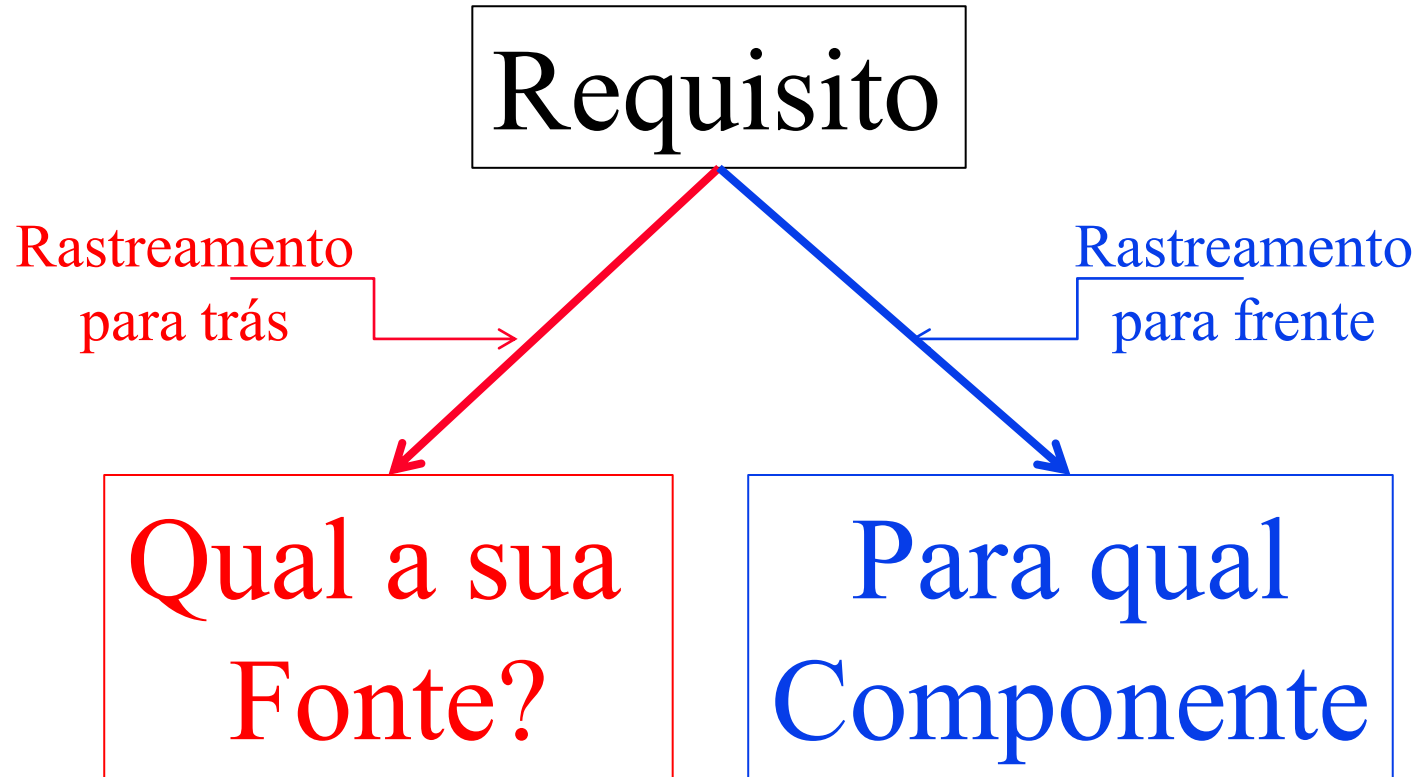 Requisito
Rastreamento
para trás
Rastreamento
para frente
Qual a sua
Fonte?
Para qual
Componente